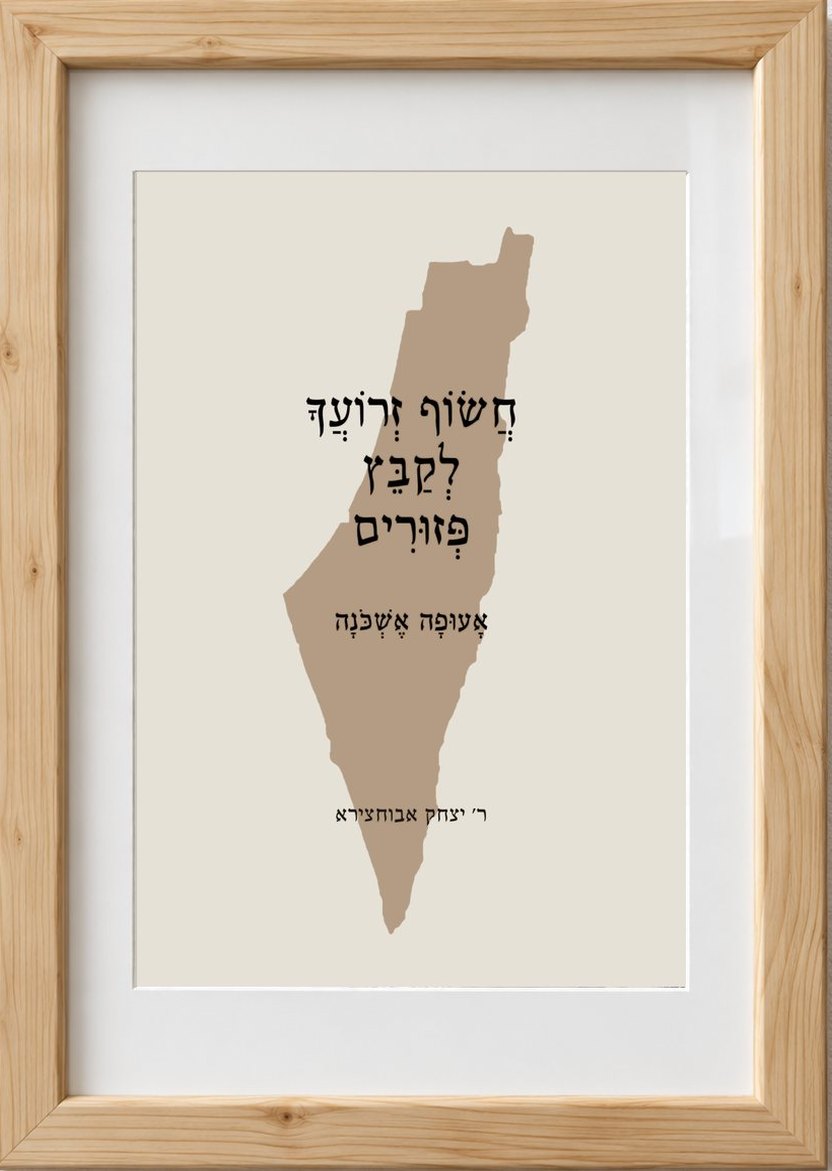 חֲשׂוֹף זְרוֹעֲךָ
לְקַבֵּץ
פְּזוּרִים
אָעוּפָה אֶשְׁכֹּנָה
ר׳ יצחק אבוחצירא